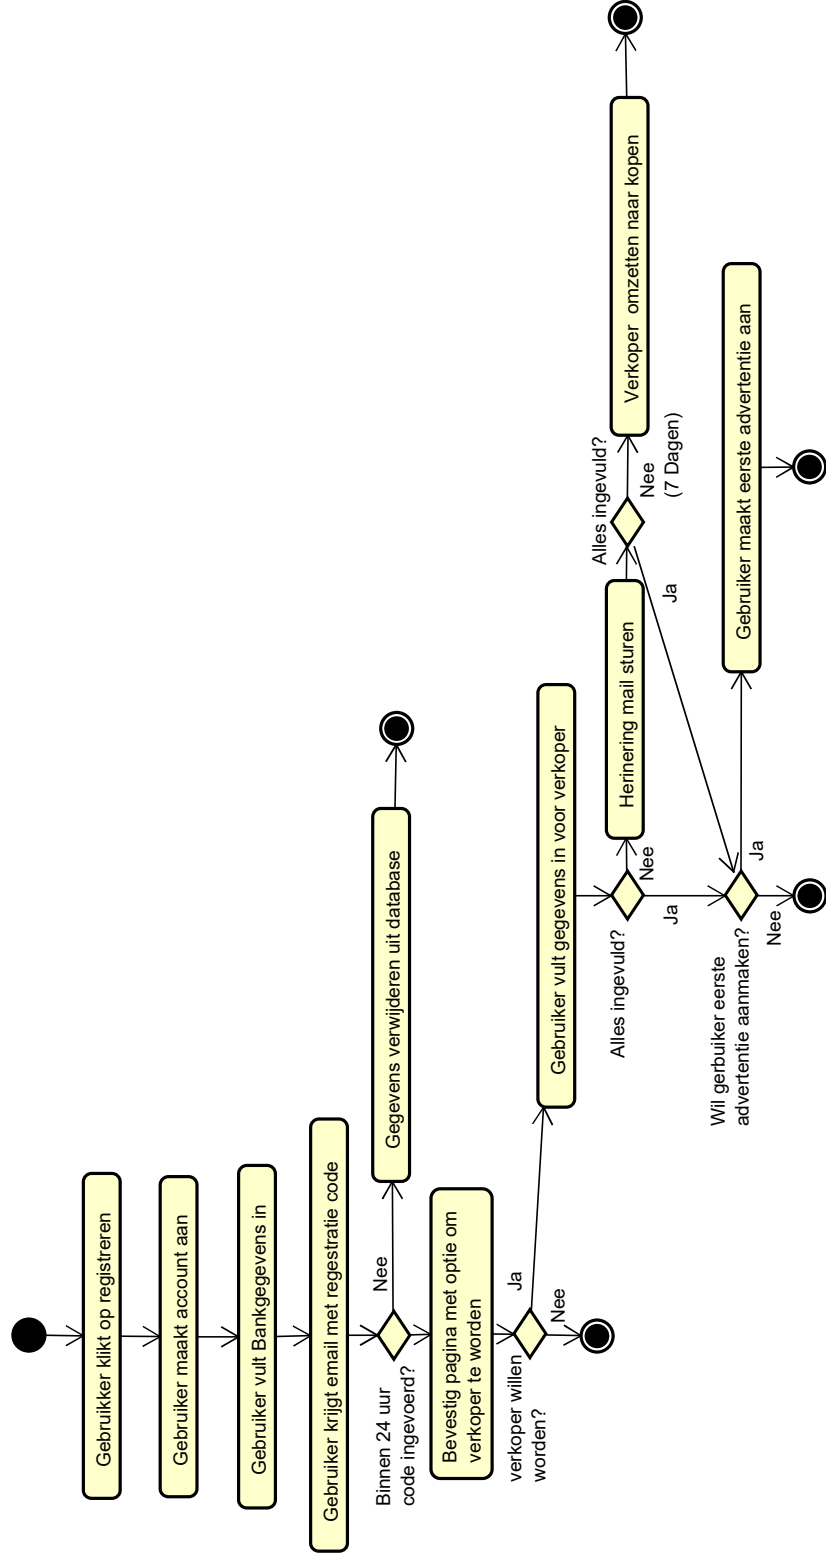 Gebruikker klikt op registreren
Gebruiker maakt account aan
Gebruiker vult Bankgegevens in
Gebruiker krijgt email met regestratie code
Binnen 24 uur
code ingevoerd?
Nee
Gegevens verwijderen uit database
Bevestig pagina met optie om
verkoper te worden
verkoper willen
worden?
Ja
Nee
Gebruiker vult gegevens in voor verkoper
Alles ingevuld?
Nee
Ja
Herinering mail sturen
Alles ingevuld?
Nee
(7 Dagen)
Ja
Verkoper  omzetten naar kopen
Wil gerbuiker eerste
advertentie aanmaken?
Ja
Nee
Gebruiker maakt eerste advertentie aan